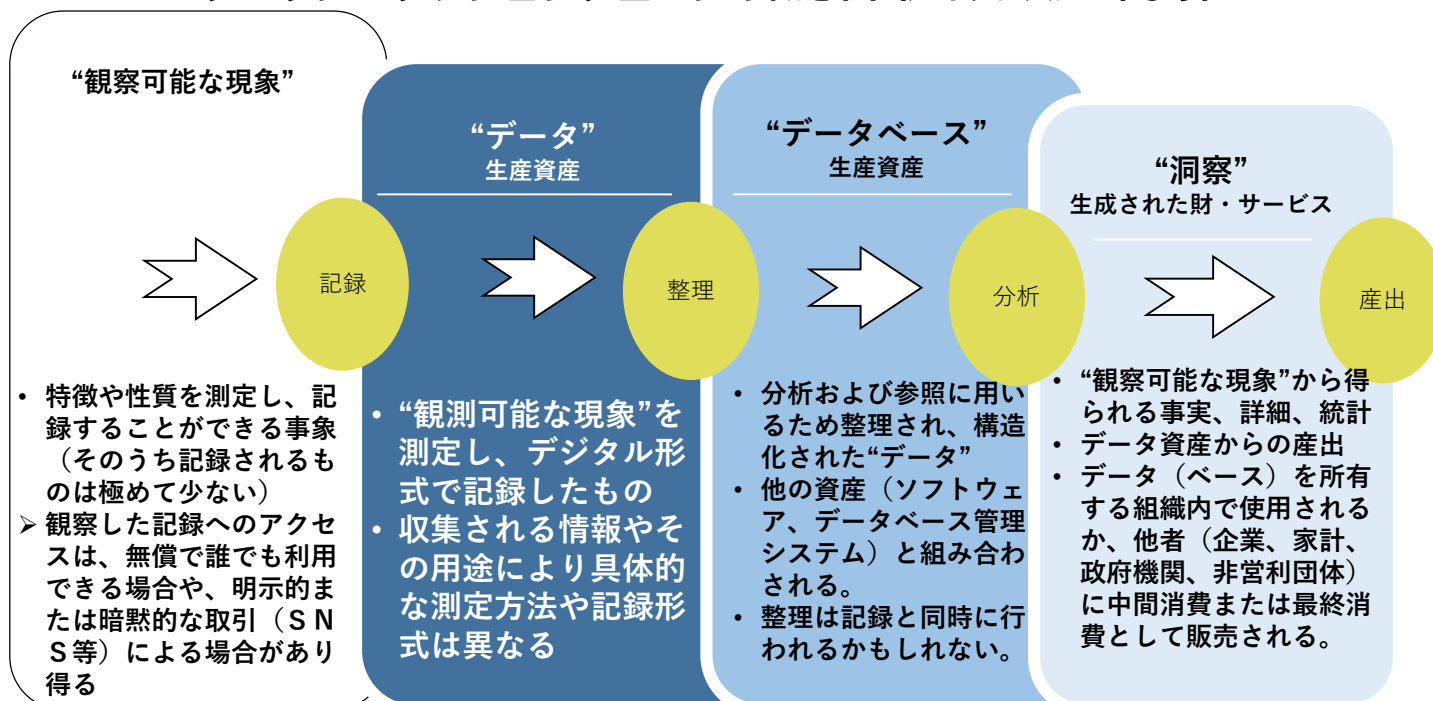 “観察可能な現象”
• 特徴や性質を測定し、記
録することができる事象
（そのうち記録されるも
のは極めて少ない）
➢ 観察した記録へのアクセ
スは、無償で誰でも利用
できる場合や、明示的ま
たは暗黙的な取引（ＳＮ
Ｓ等）による場合があり
得る
記録
“データ”
生産資産
• “観測可能な現象”を
測定し、デジタル形
式で記録したもの
• 収集される情報やそ
の用途により具体的
な測定方法や記録形
式は異なる
整理
“データベース”
生産資産
• 分析および参照に用い
るため整理され、構造
化された“データ”
• 他の資産（ソフトウェ
ア、データベース管理
システム）と組み合わ
される。
• 整理は記録と同時に行
われるかもしれない。
分析
“洞察”
生成された財・サービス
• “観察可能な現象”から得
られる事実、詳細、統計
• データ資産からの産出
• データ（ベース）を所有
する組織内で使用される
か、他者（企業、家計、
政府機関、非営利団体）
に中間消費または最終消
費として販売される。
産出